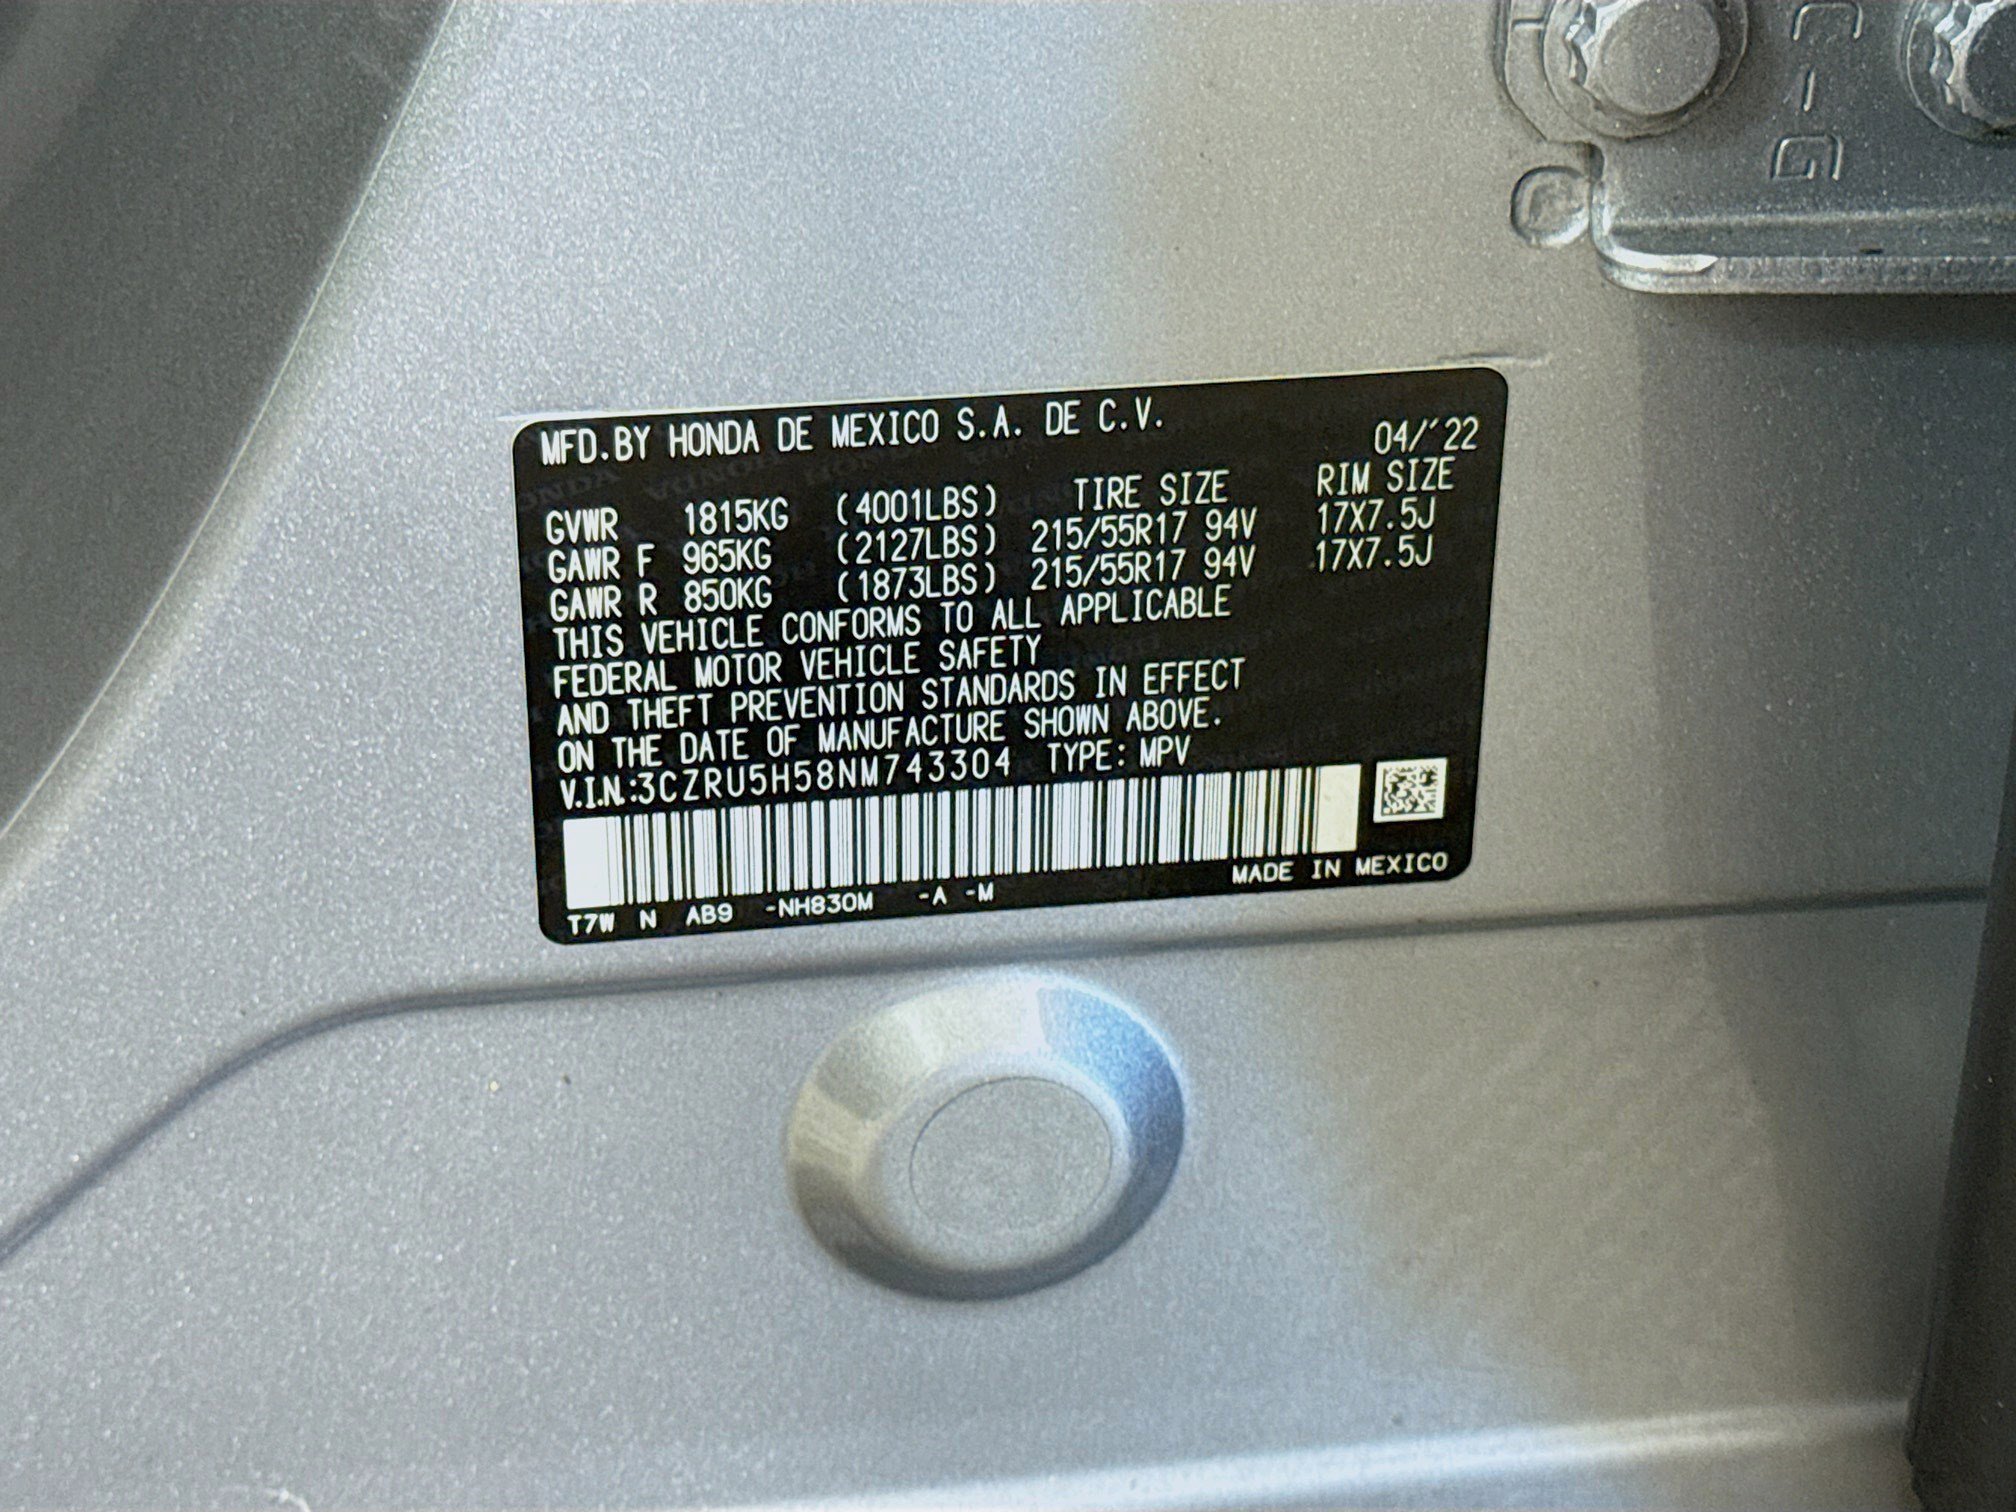 MFD.BY HONDA DE MEXICO S.A. DE C.V.
04/´22
TIRE SIZE RIM SIZE
GVWR 1815KG (4001LBS)
GAWR F 965KG (2127LBS) 215/55R17 94V 17X7.5J
GAWR R 850KG (1873LBS) 215/55R17 94V 17X7.5J
THIS VEHICLE CONFORMS TO ALL APPLICABLE
FEDERAL MOTOR VEHICLE SAFETY
AND THEFT PREVENTION STANDARDS IN EFFECT
ON THE DATE OF MANUFACTURE SHOWN ABOVE.
V.I.N.:3CZRU5H58NM743304 TYPE: MPV
MADE IN MEXICO
T7W N AB9 -NH830M -A -M